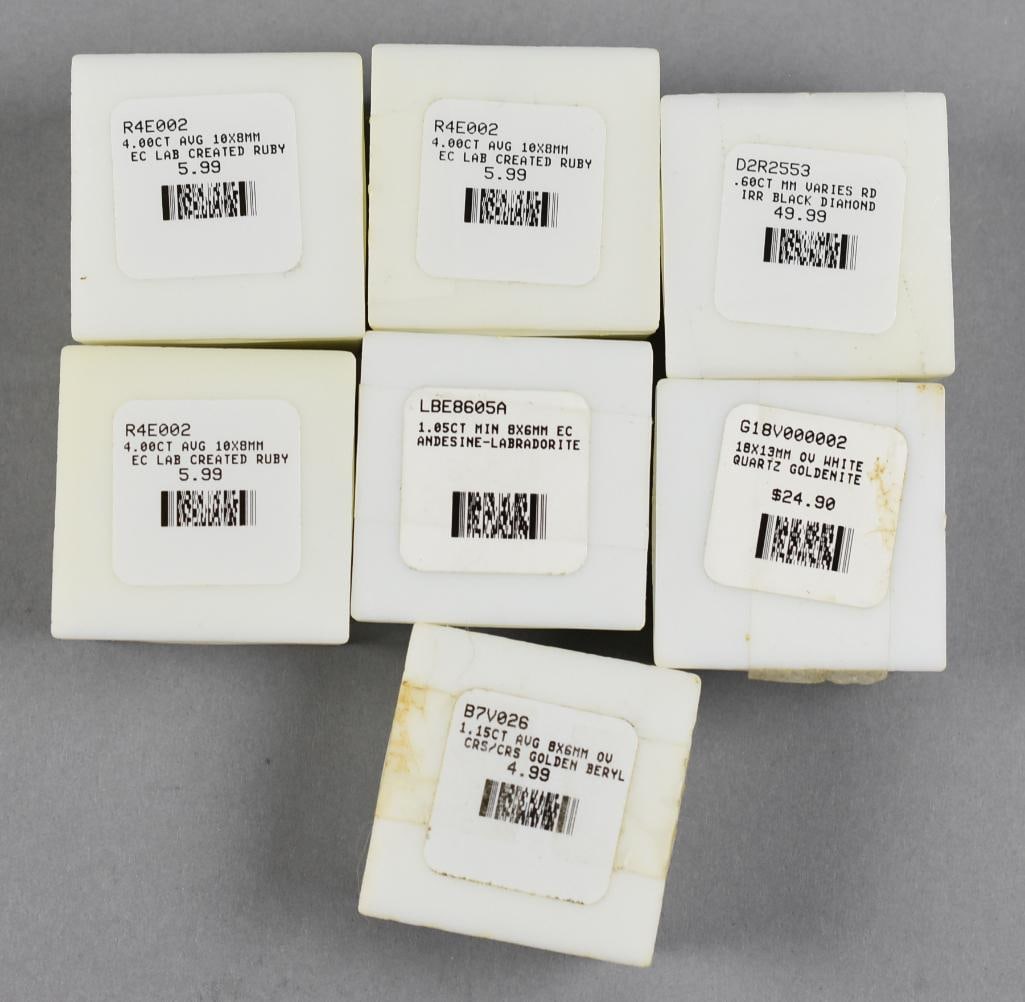 R4E002
4.00CT AVG 10X8MM
EC LAB CREATED RUBY
5.99
R4E002
4.00CT AVG 10X8MM
EC LAB CREATED RUBY
5.99
D2R2553
.60CT MM VARIES RD
IRR BLACK DIAMOND
49.99
R4E002
4.00CT AVG 10X8MM
EC LAB CREATED RUBY
5.99
LBE8605A
1.05CT MIN 8X6MM EC
ANDESINE-LABRADORITE
G18V000002
18X13MM OV WHITE
QUARTZ GOLDENITE
$24.90
B7V026
1.15CT AVG 8X6MM OV
CRS/CRS GOLDEN BERYL
4.99